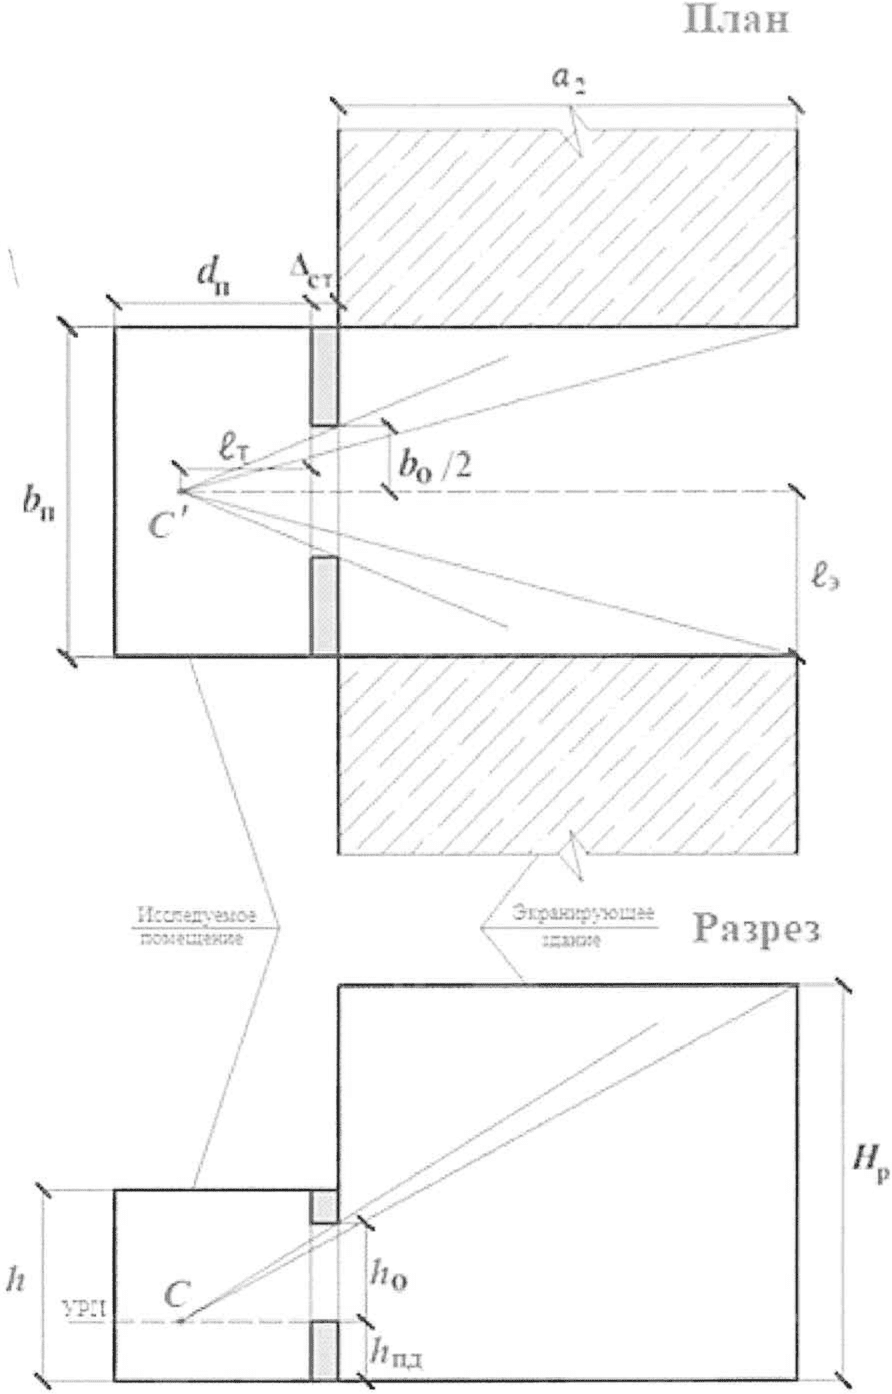 План
a₂
dп
Δст
ℓт
bо/2
bп
C'
ℓэ
Исследуемое
помещение
Экранирующее
здание
Разрез
Hр
h
C
УРП
hо
hпд